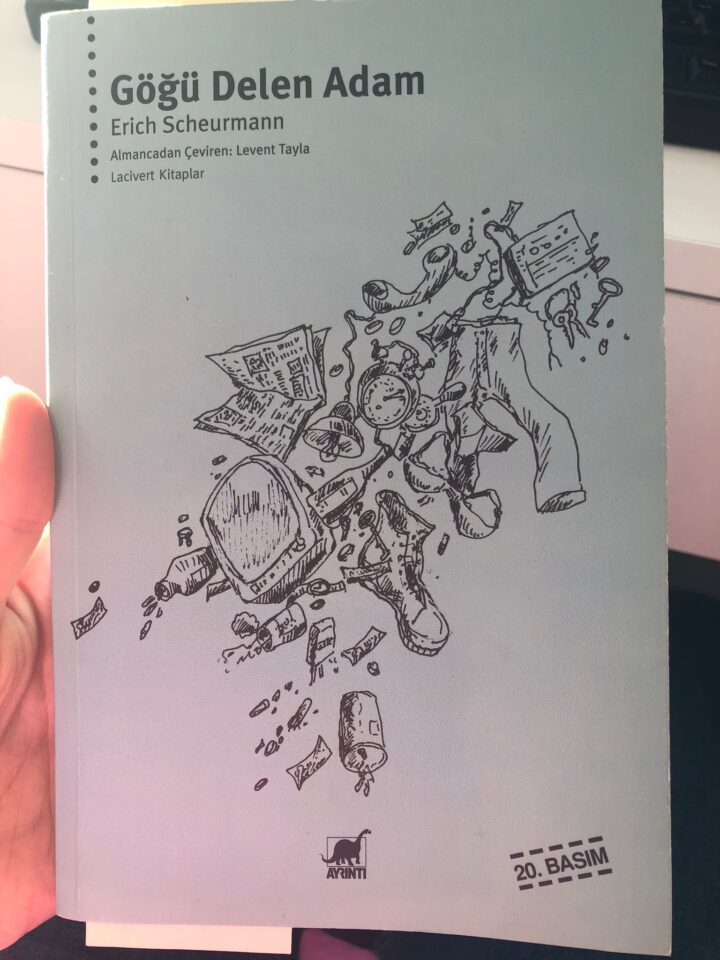 Göğü Delen Adam
Erich Scheurmann
Almancadan Çeviren: Levent Tayla
Lacivert Kitaplar
AYRINTI
20. BASIM